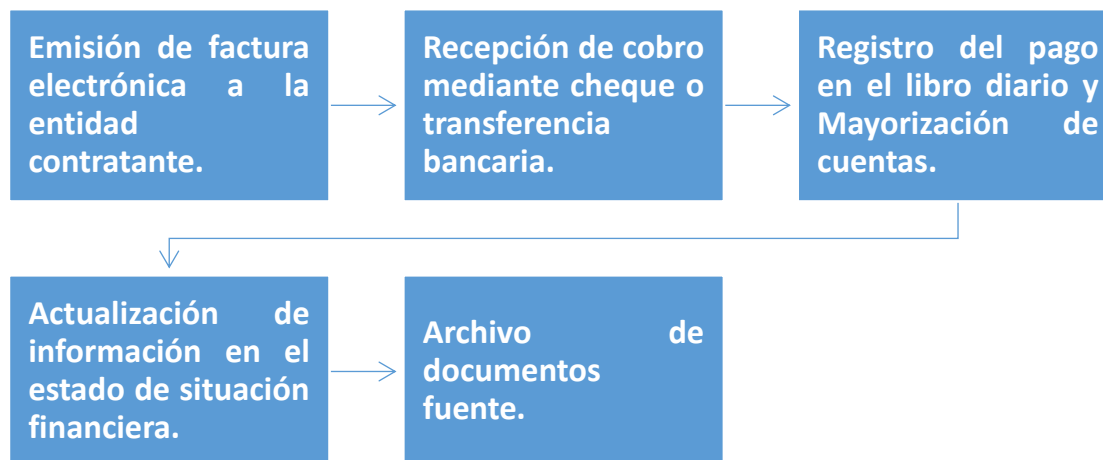 Emisión de factura
electrónica a la
entidad
contratante.
Recepción de cobro
mediante cheque o
transferencia
bancaria.
Registro del pago
en el libro diario y
Mayorización de
cuentas.
Actualización de
información en el
estado de situación
financiera.
Archivo de
documentos
fuente.